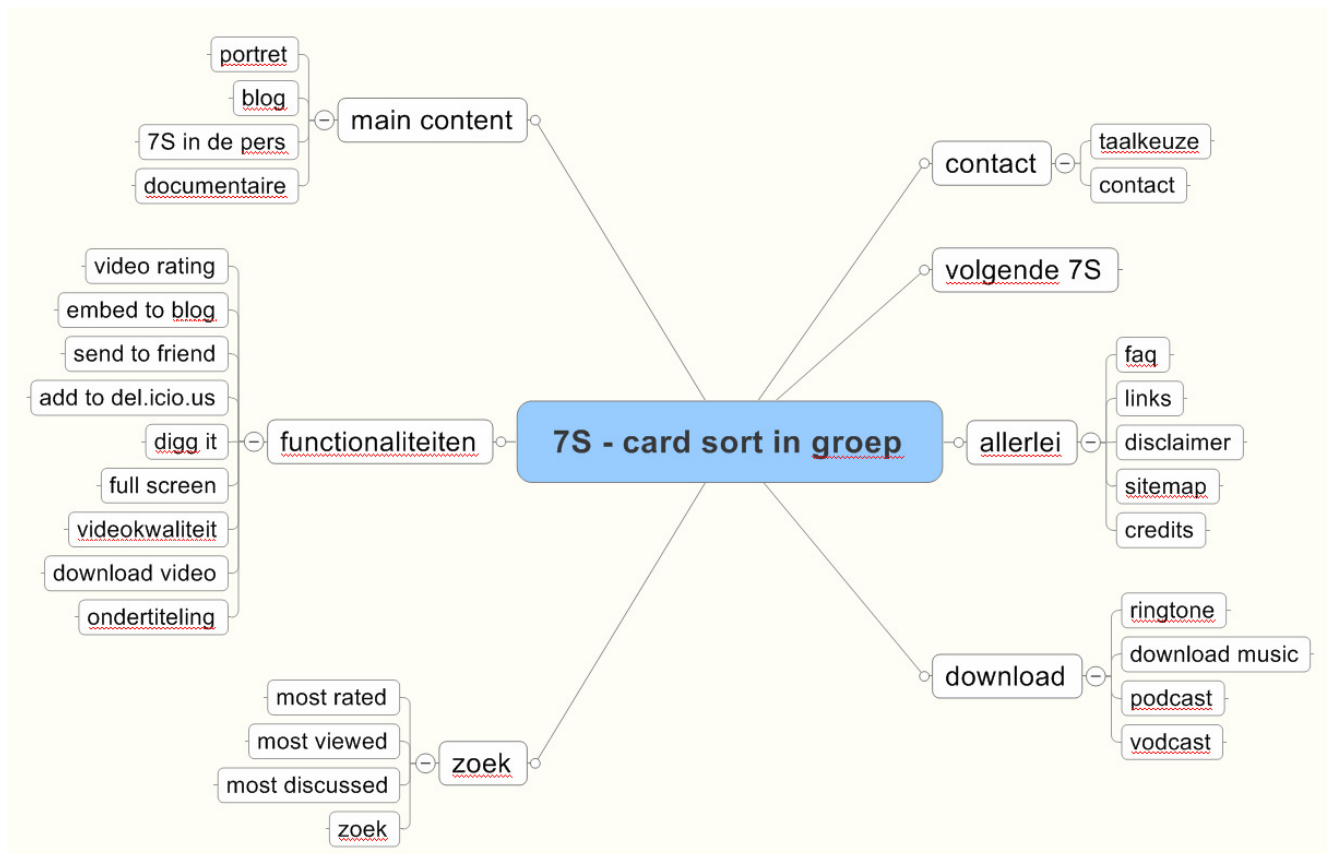 portret
blog
7S in de pers
documentaire
main content
video rating
embed to blog
send to friend
add to del.icio.us
digg it
full screen
videokwaliteit
download video
ondertiteling
functionaliteiten
most rated
most viewed
most discussed
zoek
zoek
7S - card sort in groep
contact
taalkeuze
contact
volgende 7S
allerlei
faq
links
disclaimer
sitemap
credits
download
ringtone
download music
podcast
vodcast